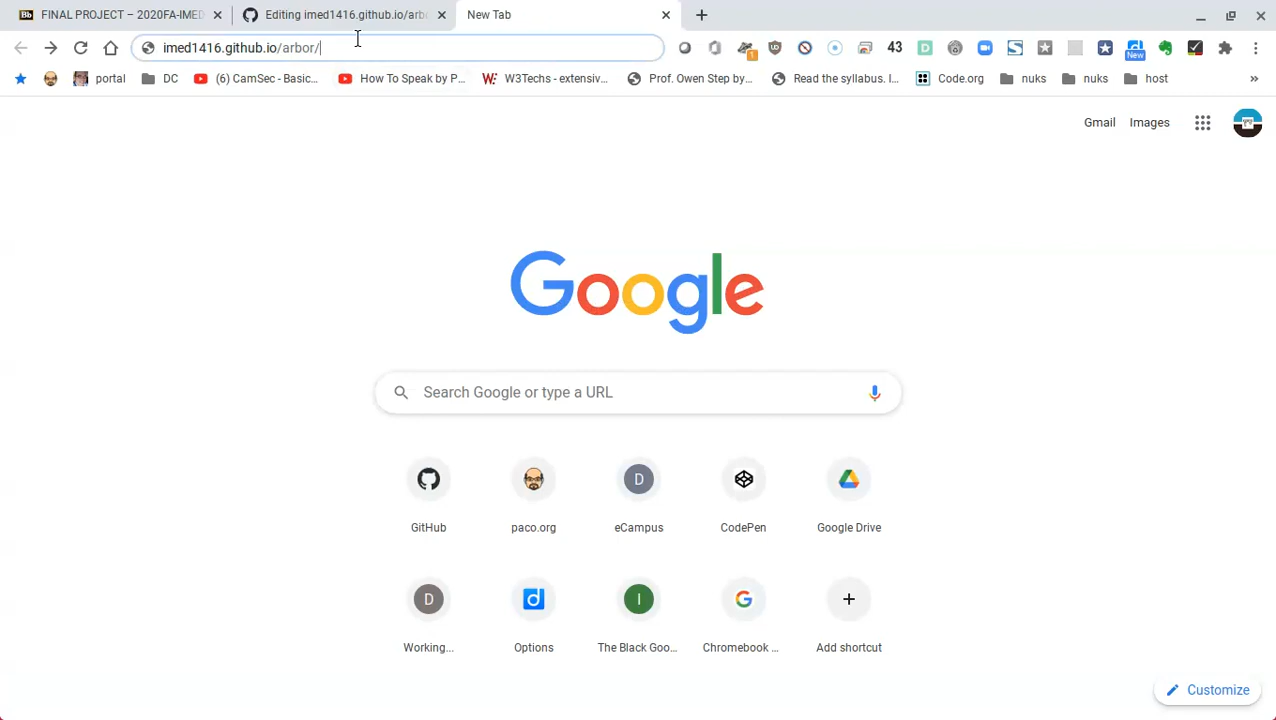 FINAL PROJECT – 2020FA-IMED
Editing imed1416.github.io/arbo
New Tab
imed1416.github.io/arbor/
43
1
New
portal
DC
(6) CamSec - Basic...
How To Speak by P...
W3Techs - extensiv...
Prof. Owen Step by...
Read the syllabus. I...
Code.org
nuks
nuks
host
»
Gmail
Images
Google
Search Google or type a URL
GitHub
paco.org
D
eCampus
CodePen
Google Drive
D
Working...
d
Options
I
The Black Goo...
Chromebook ...
Add shortcut
Customize